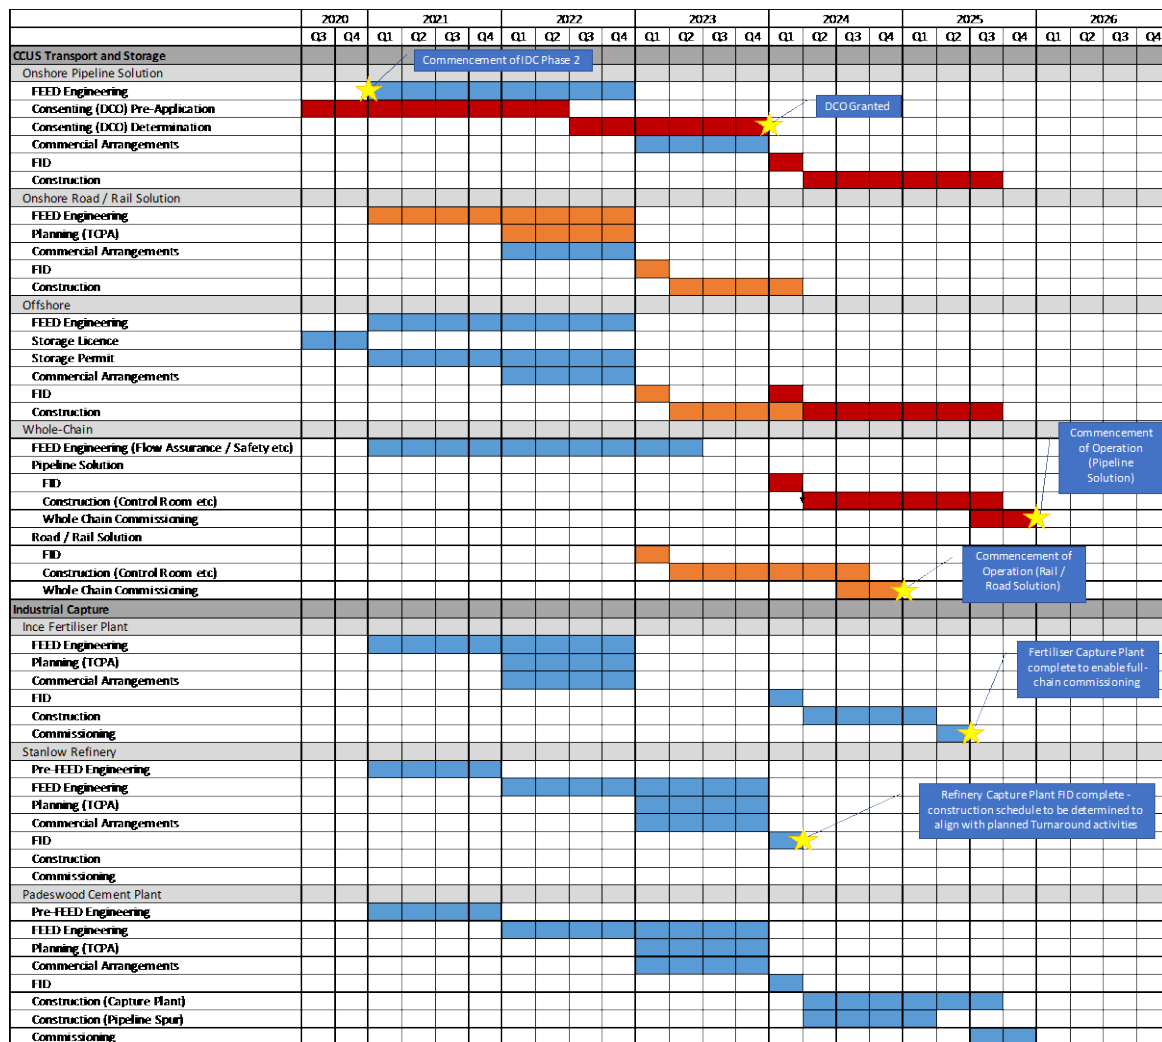 2020 2021 2022 2023 2024 2025 2026
Q3 Q4 Q1 Q2 Q3 Q4 Q1 Q2 Q3 Q4 Q1 Q2 Q3 Q4 Q1 Q2 Q3 Q4 Q1 Q2 Q3 Q4 Q1 Q2 Q3 Q4
CCUS Transport and Storage
Commencement of IDC Phase 2
Onshore Pipeline Solution
FEED Engineering
Consenting (DCO) Pre-Application
DCO Granted
Consenting (DCO) Determination
Commercial Arrangements
FID
Construction
Onshore Road / Rail Solution
FEED Engineering
Planning (TCPA)
Commercial Arrangements
FID
Construction
Offshore
FEED Engineering
Storage Licence
Storage Permit
Commercial Arrangements
FID
Construction
Whole-Chain
FEED Engineering (Flow Assurance / Safety etc)
Commencement
of Operation
(Pipeline
Solution)
Pipeline Solution
FID
Construction (Control Room etc)
Whole Chain Commissioning
Road / Rail Solution
FID
Construction (Control Room etc)
Whole Chain Commissioning
Commencement of
Operation (Rail /
Road Solution)
Industrial Capture
Ince Fertiliser Plant
FEED Engineering
Planning (TCPA)
Commercial Arrangements
Fertiliser Capture Plant
complete to enable full-
chain commissioning
FID
Construction
Commissioning
Stanlow Refinery
Pre-FEED Engineering
FEED Engineering
Planning (TCPA)
Commercial Arrangements
Refinery Capture Plant FID complete -
construction schedule to be determined to
align with planned Turnaround activities
FID
Construction
Commissioning
Padeswood Cement Plant
Pre-FEED Engineering
FEED Engineering
Planning (TCPA)
Commercial Arrangements
FID
Construction (Capture Plant)
Construction (Pipeline Spur)
Commissioning